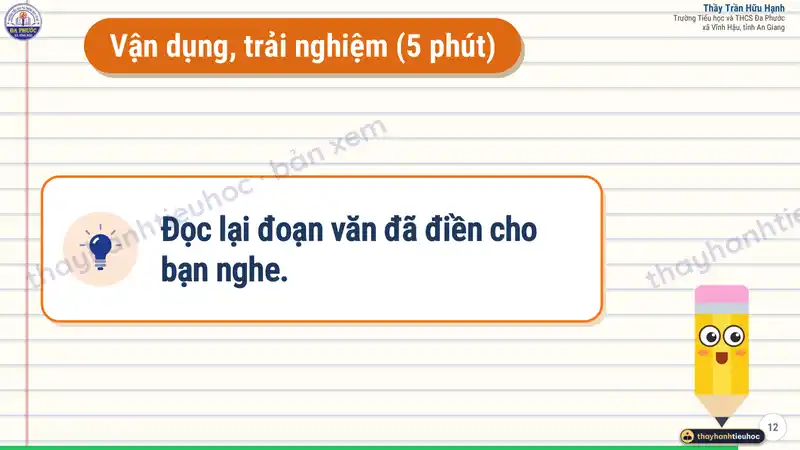 ĐA PHƯỚC
Thầy Trần Hữu Hạnh
Trường Tiểu học và THCS Đa Phước
xã Vĩnh Hậu, tỉnh An Giang
Vận dụng, trải nghiệm (5 phút)
thayhanhtieuhoc · bản xem
Đọc lại đoạn văn đã điền cho
bạn nghe.
thayhanhtie
12
thayhanhtieuhoc